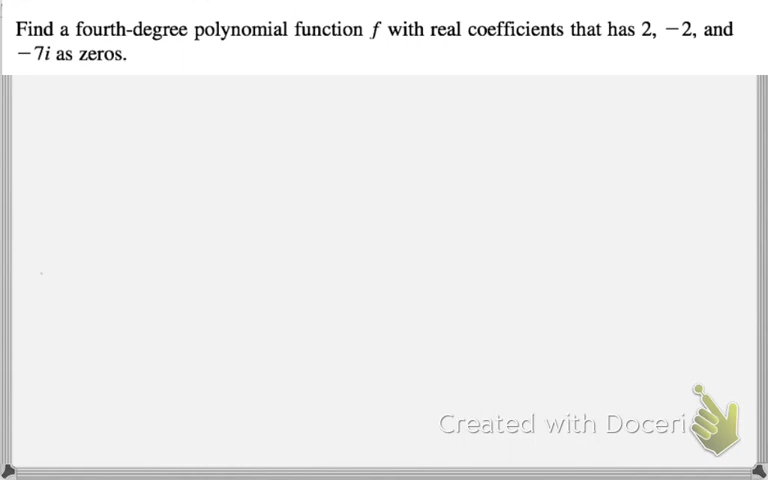 Find a fourth-degree polynomial function f with real coefficients that has 2, −2, and
−7i as zeros.
Created with Doceri